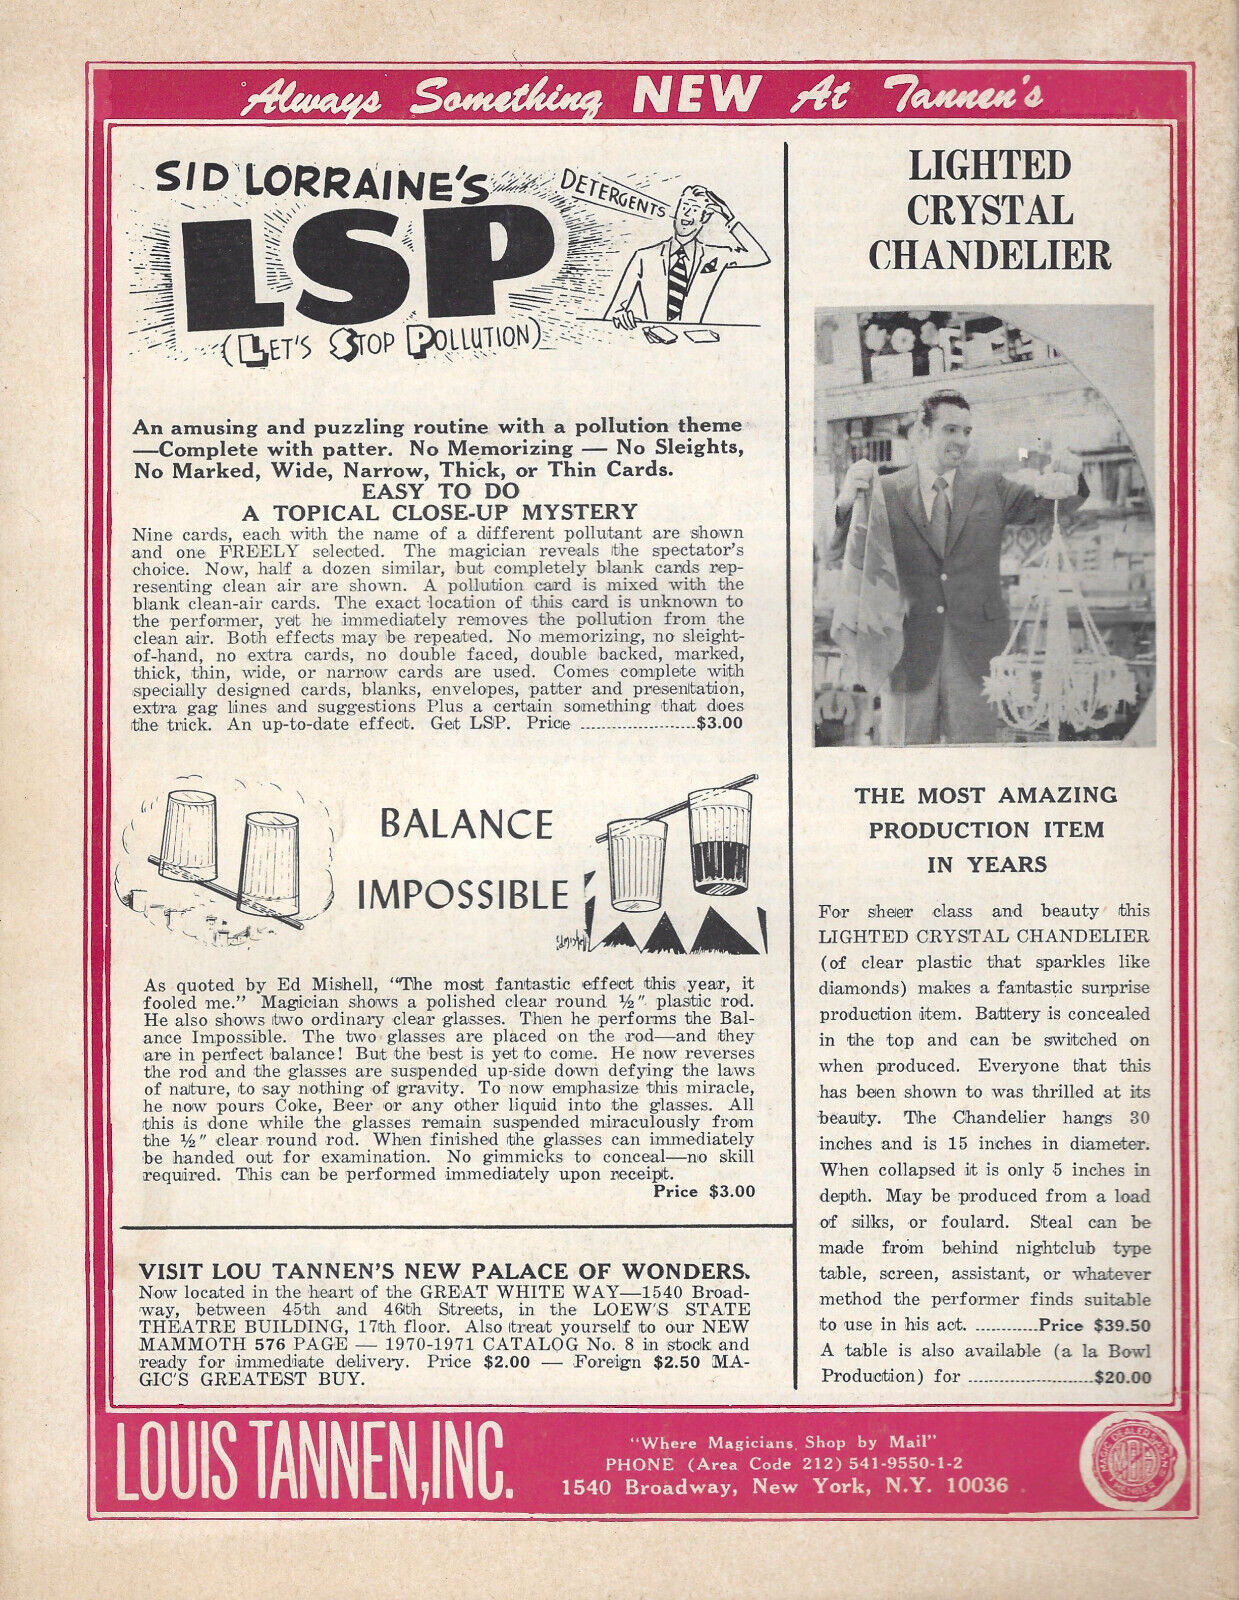 Always Something NEW At Tannen's
SID LORRAINE'S
LSP
(LET'S STOP POLLUTION)
DETERGENTS
An amusing and puzzling routine with a pollution theme
—Complete with patter. No Memorizing — No Sleights,
No Marked, Wide, Narrow, Thick, or Thin Cards.
EASY TO DO
A TOPICAL CLOSE-UP MYSTERY
Nine cards, each with the name of a different pollutant are shown
and one FREELY selected. The magician reveals the spectator's
choice. Now, half a dozen similar, but completely blank cards rep-
resenting clean air are shown. A pollution card is mixed with the
blank clean-air cards. The exact location of this card is unknown to
the performer, yet he immediately removes the pollution from the
clean air. Both effects may be repeated. No memorizing, no sleight-
of-hand, no extra cards, no double faced, double backed, marked,
thick, thin, wide, or narrow cards are used. Comes complete with
specially designed cards, blanks, envelopes, patter and presentation,
extra gag lines and suggestions Plus a certain something that does
the trick. An up-to-date effect. Get LSP. Price ......................$3.00
BALANCE
IMPOSSIBLE
As quoted by Ed Mishell, "The most fantastic effect this year, it
fooled me." Magician shows a polished clear round ½" plastic rod.
He also shows two ordinary clear glasses. Then he performs the Bal-
ance Impossible. The two glasses are placed on the rod—and they
are in perfect balance! But the best is yet to come. He now reverses
the rod and the glasses are suspended up-side down defying the laws
of nature, to say nothing of gravity. To now emphasize this miracle,
he now pours Coke, Beer or any other liquid into the glasses. All
this is done while the glasses remain suspended miraculously from
the ½" clear round rod. When finished the glasses can immediately
be handed out for examination. No gimmicks to conceal—no skill
required. This can be performed immediately upon receipt.
Price $3.00
VISIT LOU TANNEN'S NEW PALACE OF WONDERS.
Now located in the heart of the GREAT WHITE WAY—1540 Broad-
way, between 45th and 46th Streets, in the LOEW'S STATE
THEATRE BUILDING, 17th floor. Also treat yourself to our NEW
MAMMOTH 576 PAGE — 1970-1971 CATALOG No. 8 in stock and
ready for immediate delivery. Price $2.00 — Foreign $2.50 MA-
GIC'S GREATEST BUY.
LIGHTED
CRYSTAL
CHANDELIER
THE MOST AMAZING
PRODUCTION ITEM
IN YEARS
For sheer class and beauty this
LIGHTED CRYSTAL CHANDELIER
(of clear plastic that sparkles like
diamonds) makes a fantastic surprise
production item. Battery is concealed
in the top and can be switched on
when produced. Everyone that this
has been shown to was thrilled at its
beauty. The Chandelier hangs 30
inches and is 15 inches in diameter.
When collapsed it is only 5 inches in
depth. May be produced from a load
of silks, or foulard. Steal can be
made from behind nightclub type
table, screen, assistant, or whatever
method the performer finds suitable
to use in his act. ............Price $39.50
A table is also available (a la Bowl
Production) for ........................$20.00
LOUIS TANNEN, INC.
"Where Magicians Shop by Mail"
PHONE (Area Code 212) 541-9550-1-2
1540 Broadway, New York, N.Y. 10036
MAGIC DEALERS ASS'N
MEMBER